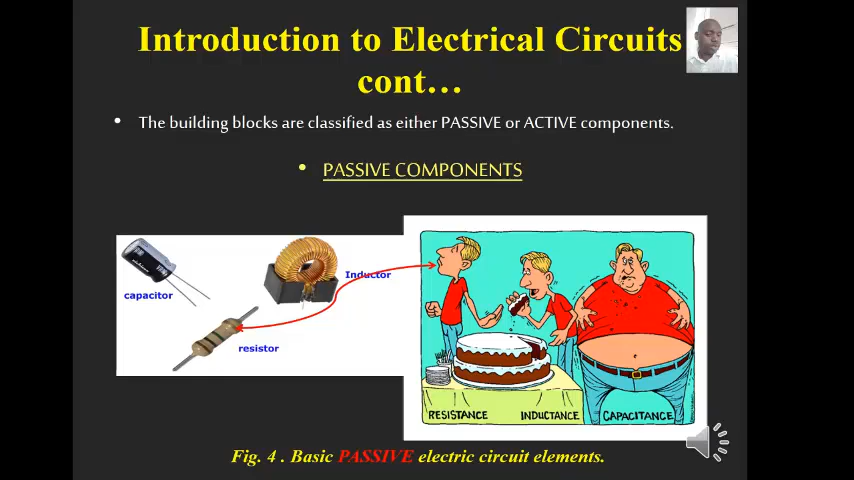 Introduction to Electrical Circuits
cont…
• The building blocks are classified as either PASSIVE or ACTIVE components.
• PASSIVE COMPONENTS
capacitor
Inductor
resistor
RESISTANCE
INDUCTANCE
CAPACITANCE
Fig. 4 . Basic PASSIVE electric circuit elements.